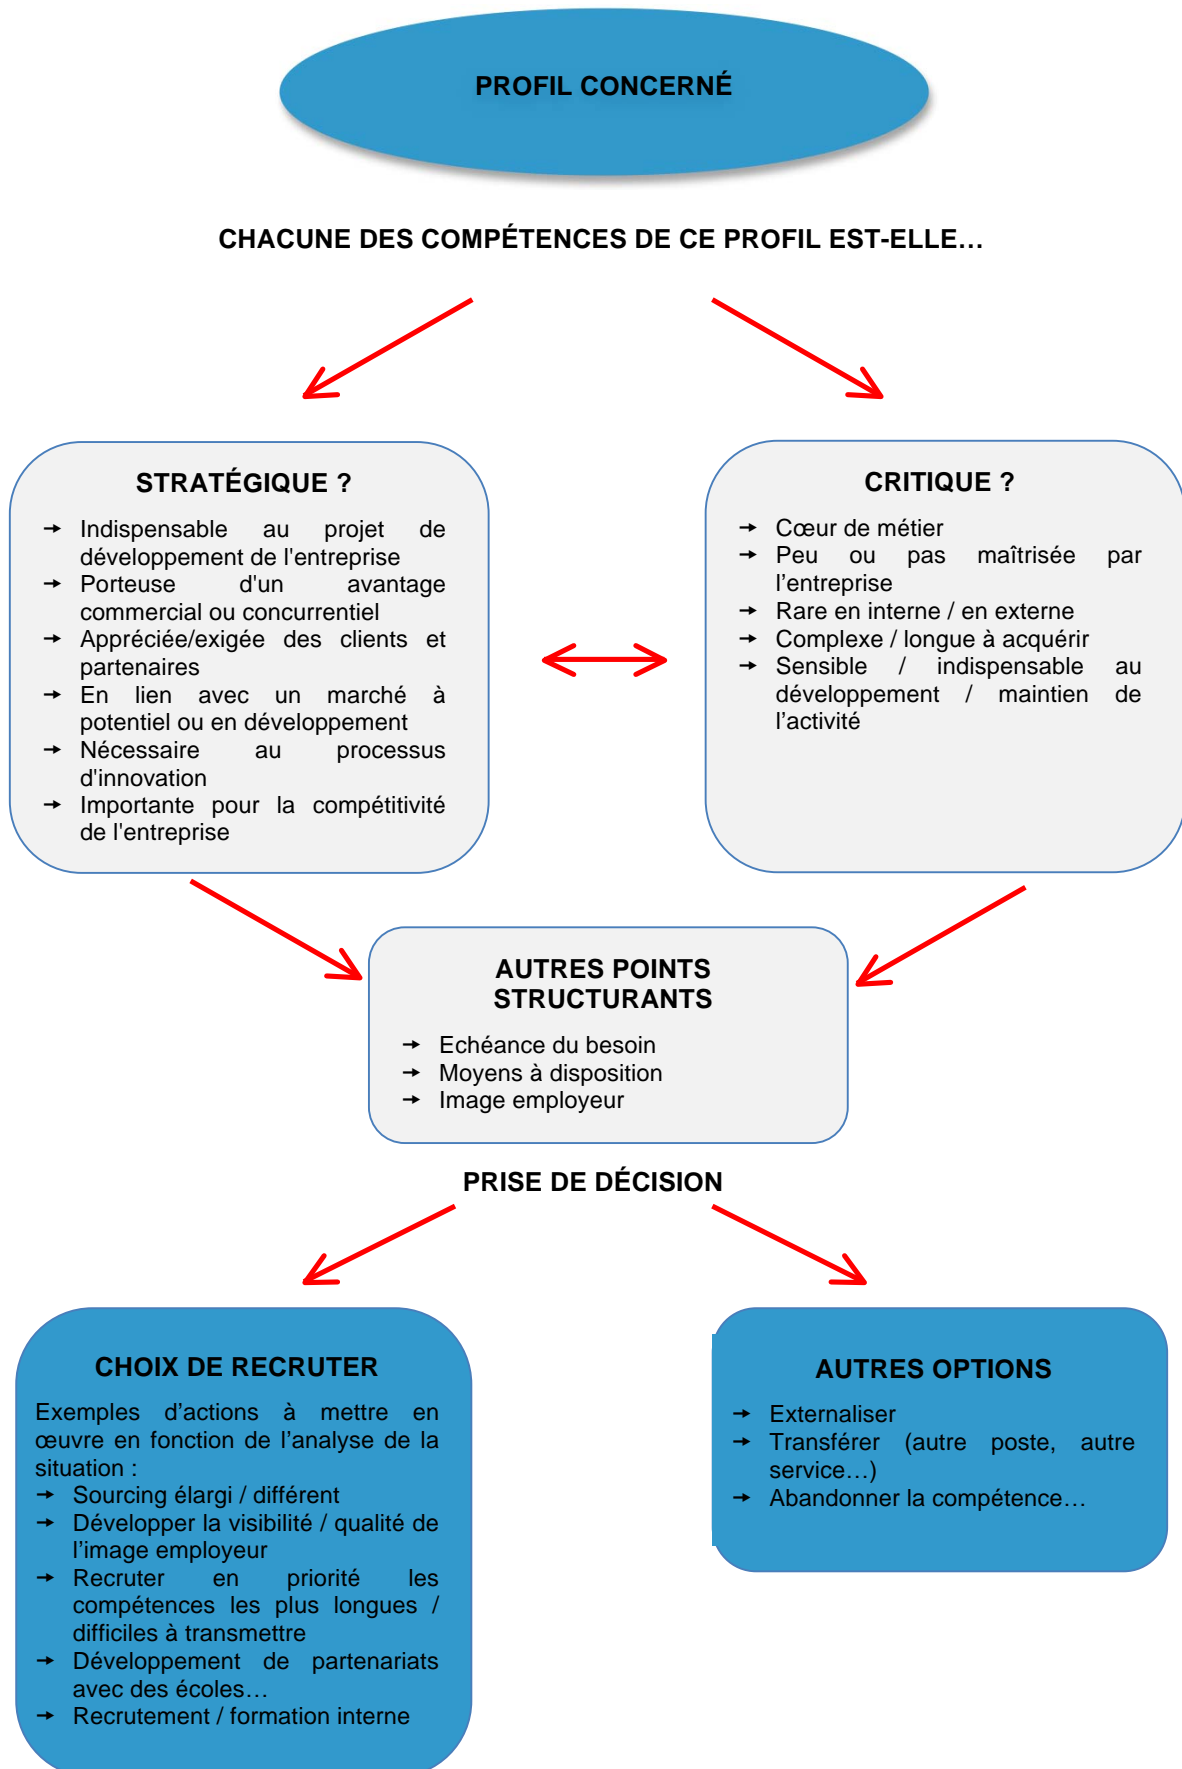 PROFIL CONCERNÉ
CHACUNE DES COMPÉTENCES DE CE PROFIL EST-ELLE…
STRATÉGIQUE ?
→ Indispensable au projet de
développement de l'entreprise
→ Porteuse d'un avantage
commercial ou concurrentiel
→ Appréciée/exigée des clients et
partenaires
→ En lien avec un marché à
potentiel ou en développement
→ Nécessaire au processus
d'innovation
→ Importante pour la compétitivité
de l'entreprise
CRITIQUE ?
→ Cœur de métier
→ Peu ou pas maîtrisée par
l’entreprise
→ Rare en interne / en externe
→ Complexe / longue à acquérir
→ Sensible / indispensable au
développement / maintien de
l’activité
AUTRES POINTS
STRUCTURANTS
→ Echéance du besoin
→ Moyens à disposition
→ Image employeur
PRISE DE DÉCISION
CHOIX DE RECRUTER
Exemples d’actions à mettre en
œuvre en fonction de l’analyse de la
situation :
→ Sourcing élargi / différent
→ Développer la visibilité / qualité de
l’image employeur
→ Recruter en priorité les
compétences les plus longues /
difficiles à transmettre
→ Développement de partenariats
avec des écoles…
→ Recrutement / formation interne
AUTRES OPTIONS
→ Externaliser
→ Transférer (autre poste, autre
service…)
→ Abandonner la compétence…